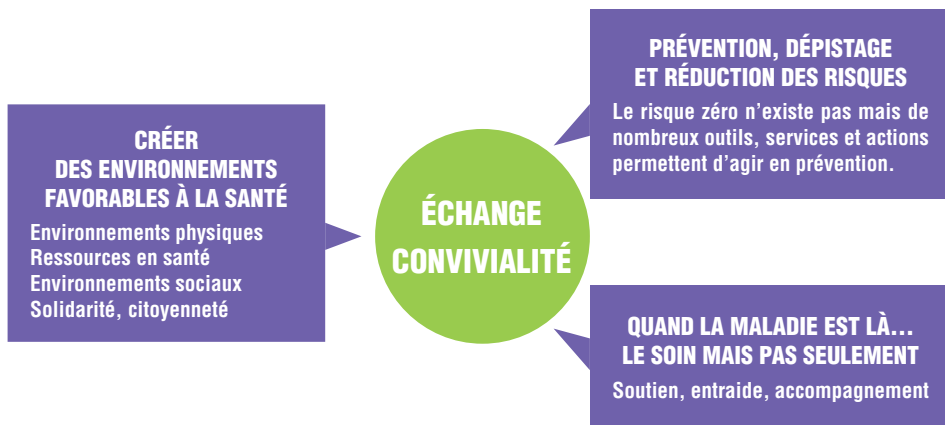 CRÉER
DES ENVIRONNEMENTS
FAVORABLES À LA SANTÉ
Environnements physiques
Ressources en santé
Environnements sociaux
Solidarité, citoyenneté
ÉCHANGE
CONVIVIALITÉ
PRÉVENTION, DÉPISTAGE
ET RÉDUCTION DES RISQUES
Le risque zéro n’existe pas mais de
nombreux outils, services et actions
permettent d’agir en prévention.
QUAND LA MALADIE EST LÀ...
LE SOIN MAIS PAS SEULEMENT
Soutien, entraide, accompagnement